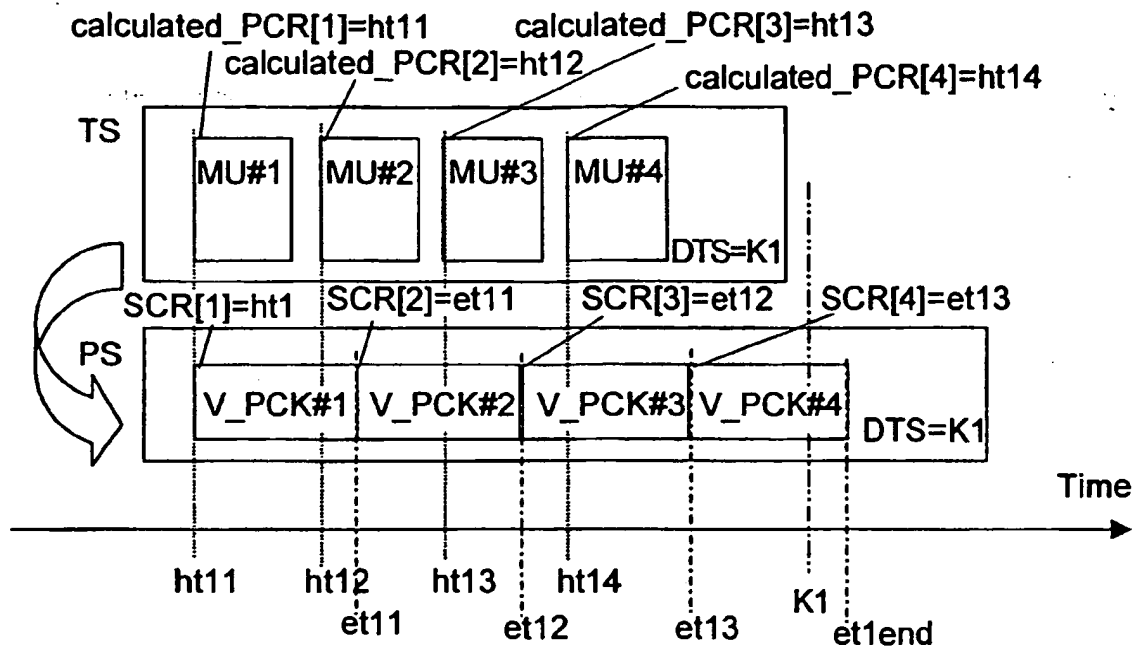 calculated_PCR[1]=ht11
calculated_PCR[3]=ht13
calculated_PCR[2]=ht12
calculated_PCR[4]=ht14
TS
MU#1
MU#2
MU#3
MU#4
DTS=K1
SCR[1]=ht1
SCR[2]=et11
SCR[3]=et12
SCR[4]=et13
PS
V_PCK#1
V_PCK#2
V_PCK#3
V_PCK#4
DTS=K1
Time
ht11
ht12
ht13
ht14
K1
et11
et12
et13
et1end